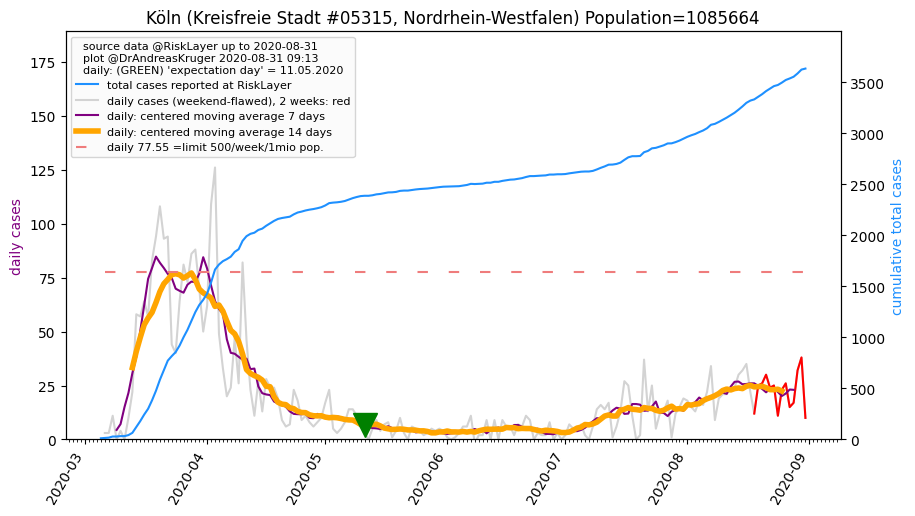 Köln (Kreisfreie Stadt #05315, Nordrhein-Westfalen) Population=1085664
source data @RiskLayer up to 2020-08-31
plot @DrAndreasKruger 2020-08-31 09:13
daily: (GREEN) 'expectation day' = 11.05.2020
total cases reported at RiskLayer
daily cases (weekend-flawed), 2 weeks: red
daily: centered moving average 7 days
daily: centered moving average 14 days
daily 77.55 =limit 500/week/1mio pop.
daily cases
175
150
125
100
75
50
25
0
cumulative total cases
3500
3000
2500
2000
1500
1000
500
0
2020-03
2020-04
2020-05
2020-06
2020-07
2020-08
2020-09